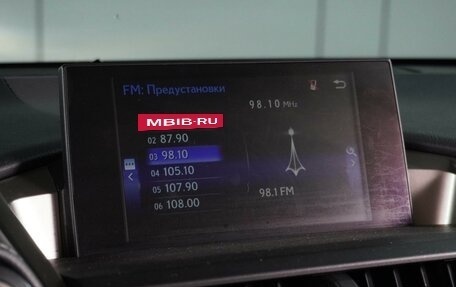 FM: Предустановки
98.10 MHz
MBIB-RU
02 87.90
03 98.10
04 105.10
05 107.90
06 108.00
98.1 FM